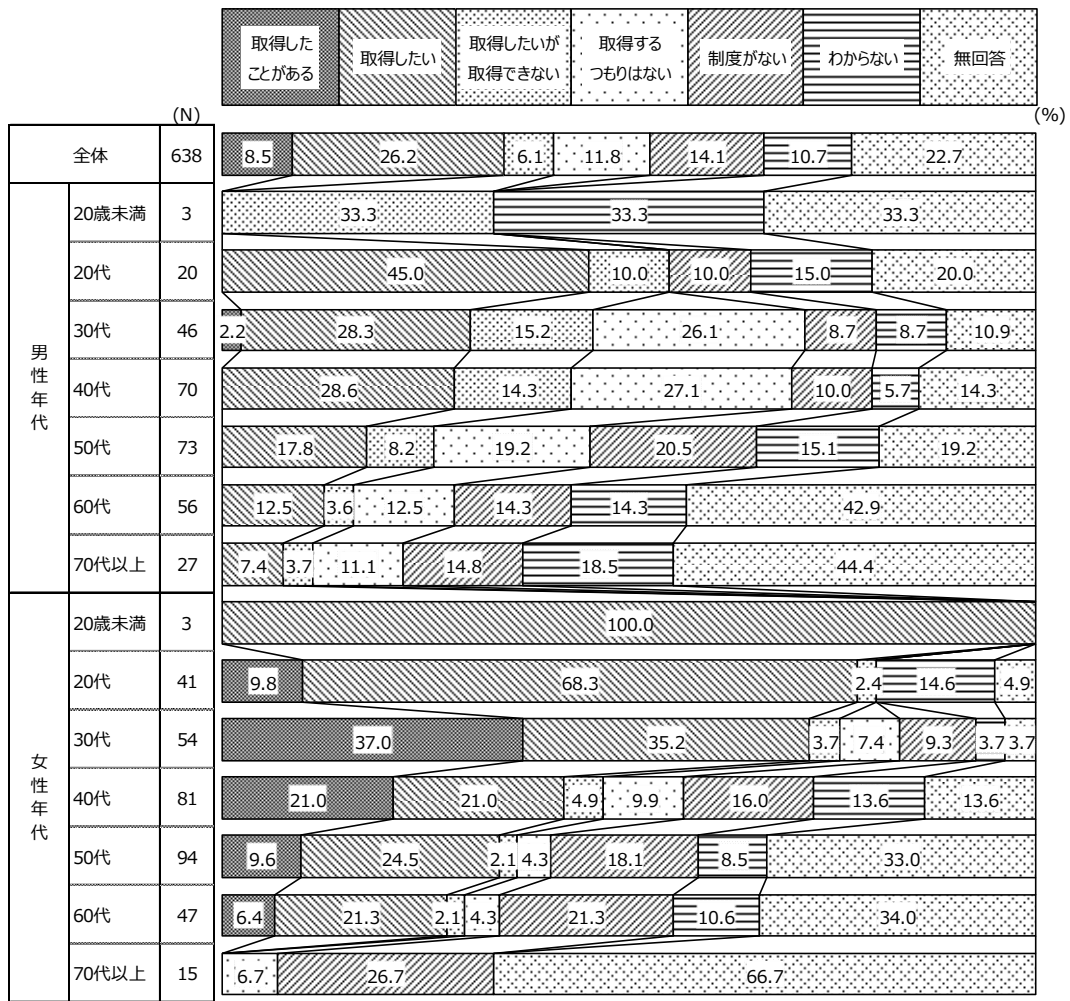 取得した
ことがある
取得したい
取得したいが
取得できない
取得する
つもりはない
制度がない
わからない
無回答
(N)
(%)
全体 638 8.5 26.2 6.1 11.8 14.1 10.7 22.7
男性年代
20歳未満 3 33.3 33.3 33.3
20代 20 45.0 10.0 10.0 15.0 20.0
30代 46 2.2 28.3 15.2 26.1 8.7 8.7 10.9
40代 70 28.6 14.3 27.1 10.0 5.7 14.3
50代 73 17.8 8.2 19.2 20.5 15.1 19.2
60代 56 12.5 3.6 12.5 14.3 14.3 42.9
70代以上 27 7.4 3.7 11.1 14.8 18.5 44.4
女性年代
20歳未満 3 100.0
20代 41 9.8 68.3 2.4 14.6 4.9
30代 54 37.0 35.2 3.7 7.4 9.3 3.7 3.7
40代 81 21.0 21.0 4.9 9.9 16.0 13.6 13.6
50代 94 9.6 24.5 2.1 4.3 18.1 8.5 33.0
60代 47 6.4 21.3 2.1 4.3 21.3 10.6 34.0
70代以上 15 6.7 26.7 66.7